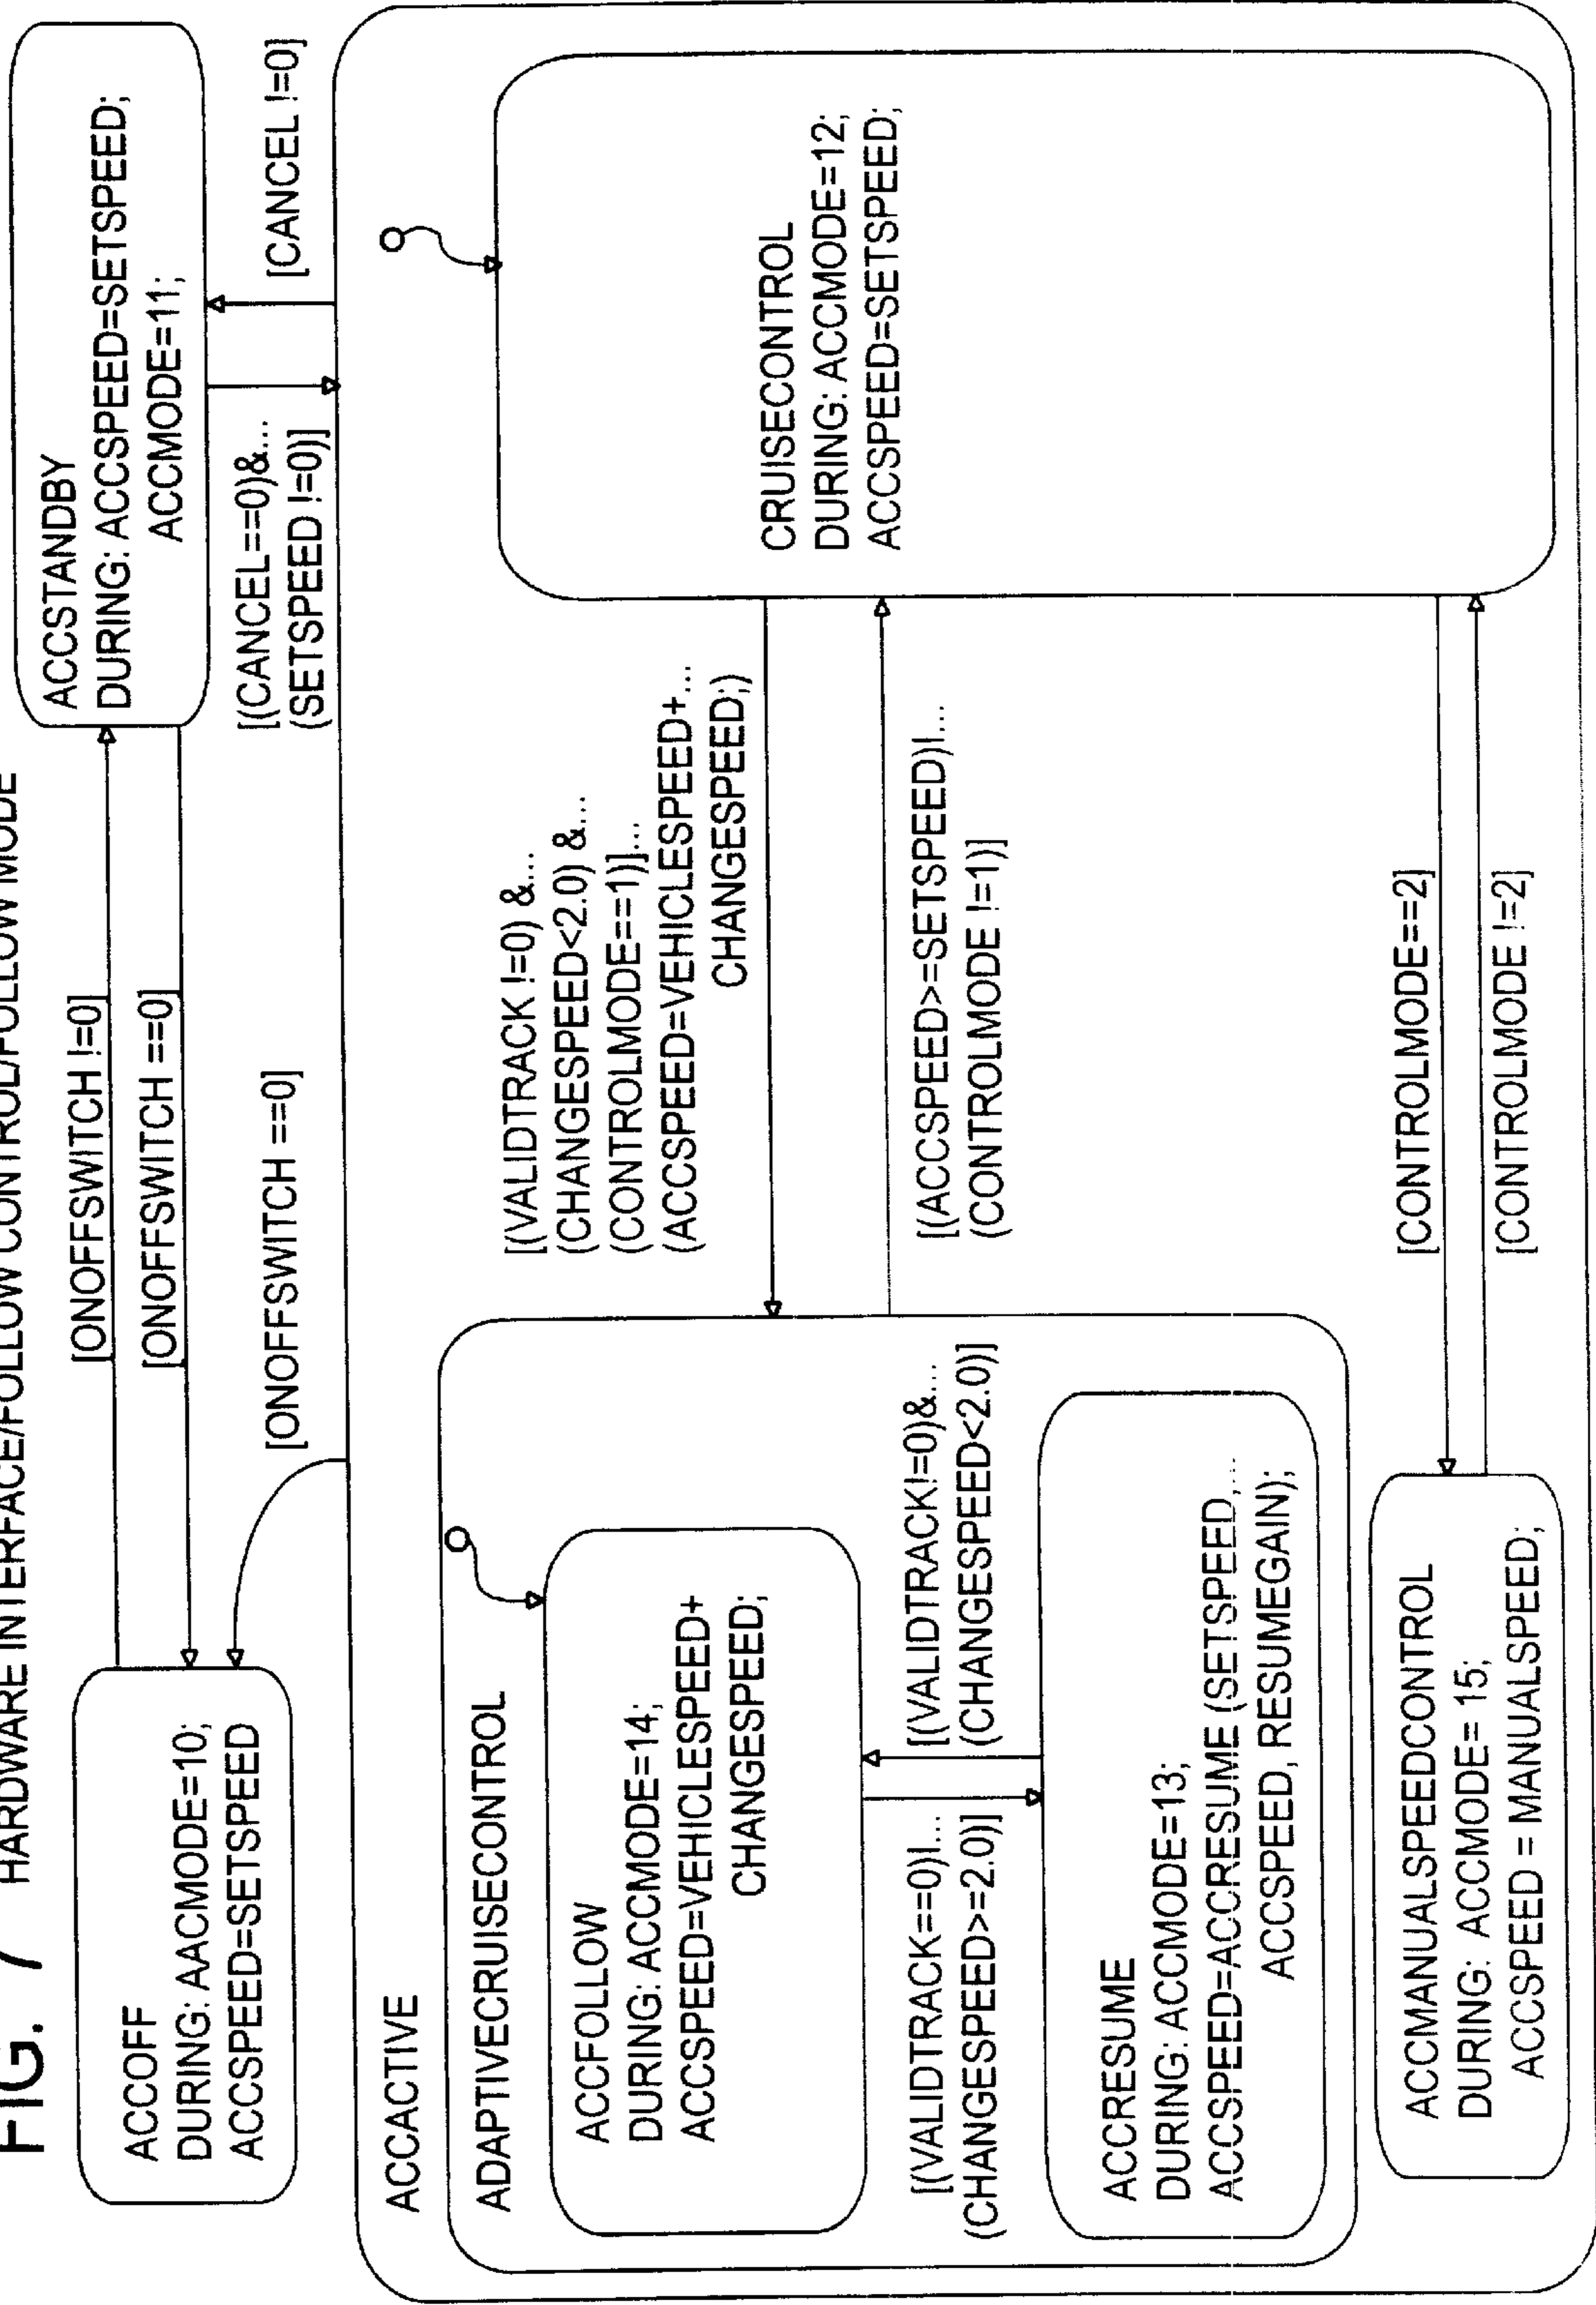 FIG. 7 HARDWARE INTERFACE/FOLLOW CONTROL/FOLLOW MODE
ACCOFF
DURING: AACMODE=10;
ACCSPEED=SETSPEED
[ONOFFSWITCH !=0]
[ONOFFSWITCH ==0]
[ONOFFSWITCH ==0]
ACCSTANDBY
DURING: ACCSPEED=SETSPEED;
ACCMODE=11;
[(CANCEL==0)&...
(SETSPEED !=0)]
[CANCEL !=0]
ACCACTIVE
ADAPTIVECRUISECONTROL
ACCFOLLOW
DURING: ACCMODE=14;
ACCSPEED=VEHICLESPEED+
CHANGESPEED;
[(VALIDTRACK==0)|...
(CHANGESPEED>=2.0)]
[(VALIDTRACK!=0)&...
(CHANGESPEED<2.0)]
ACCRESUME
DURING: ACCMODE=13;
ACCSPEED=ACCRESUME (SETSPEED,...
ACCSPEED, RESUMEGAIN);
[(VALIDTRACK !=0) &...
(CHANGESPEED<2.0) &...
(CONTROLMODE==1)]...
(ACCSPEED=VEHICLESPEED+...
CHANGESPEED;)
[(ACCSPEED>=SETSPEED)|...
(CONTROLMODE !=1)]
CRUISECONTROL
DURING: ACCMODE=12;
ACCSPEED=SETSPEED;
ACCMANUALSPEEDCONTROL
DURING: ACCMODE= 15;
ACCSPEED = MANUALSPEED;
[CONTROLMODE==2]
[CONTROLMODE !=2]